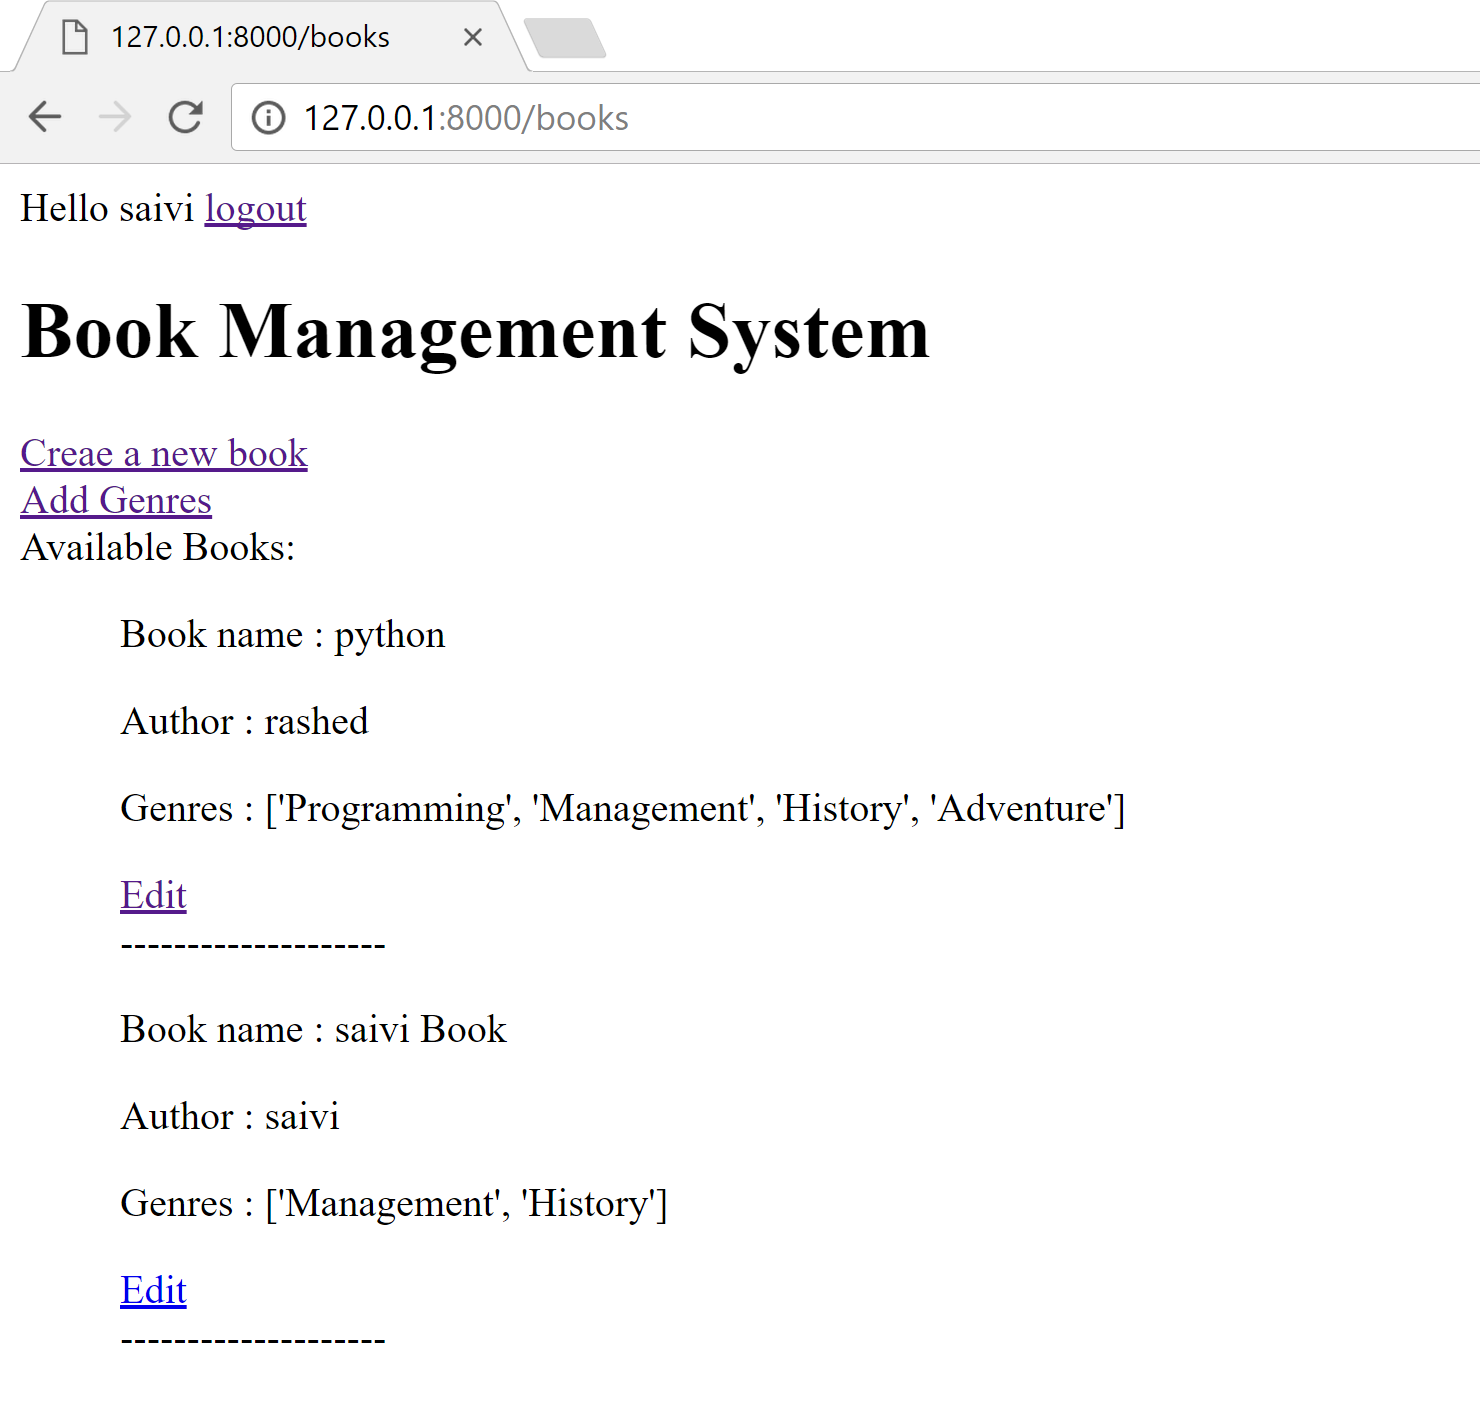 127.0.0.1:8000/books
127.0.0.1:8000/books
Hello saivi logout
Book Management System
Creae a new book
Add Genres
Available Books:
Book name : python
Author : rashed
Genres : ['Programming', 'Management', 'History', 'Adventure']
Edit
--------------------
Book name : saivi Book
Author : saivi
Genres : ['Management', 'History']
Edit
--------------------